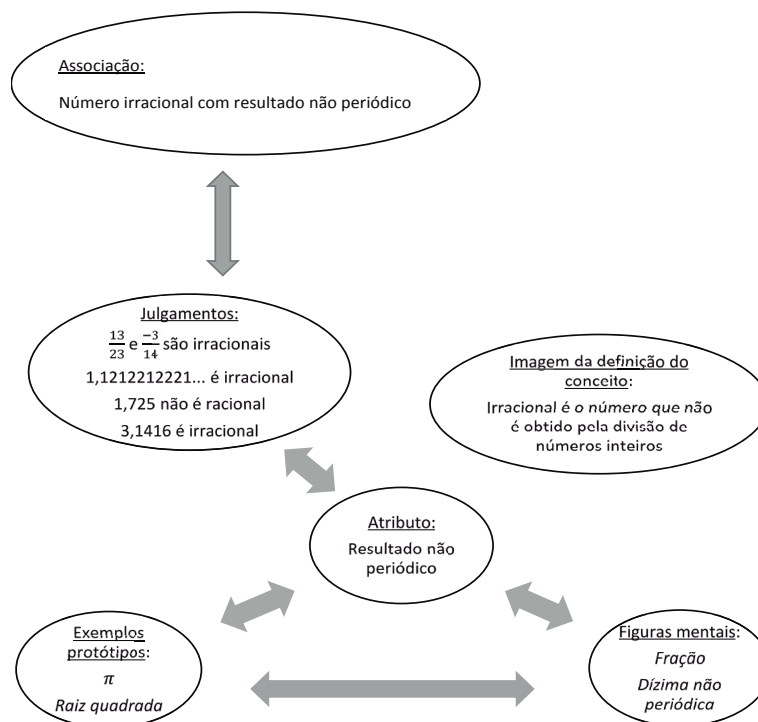 Associação:
Número irracional com resultado não periódico
Julgamentos:
13/23 e −3/14 são irracionais
1,1212212221... é irracional
1,725 não é racional
3,1416 é irracional
Imagem da definição do
conceito:
Irracional é o número que não
é obtido pela divisão de
números inteiros
Atributo:
Resultado não
periódico
Exemplos
protótipos:
π
Raiz quadrada
Figuras mentais:
Fração
Dízima não
periódica